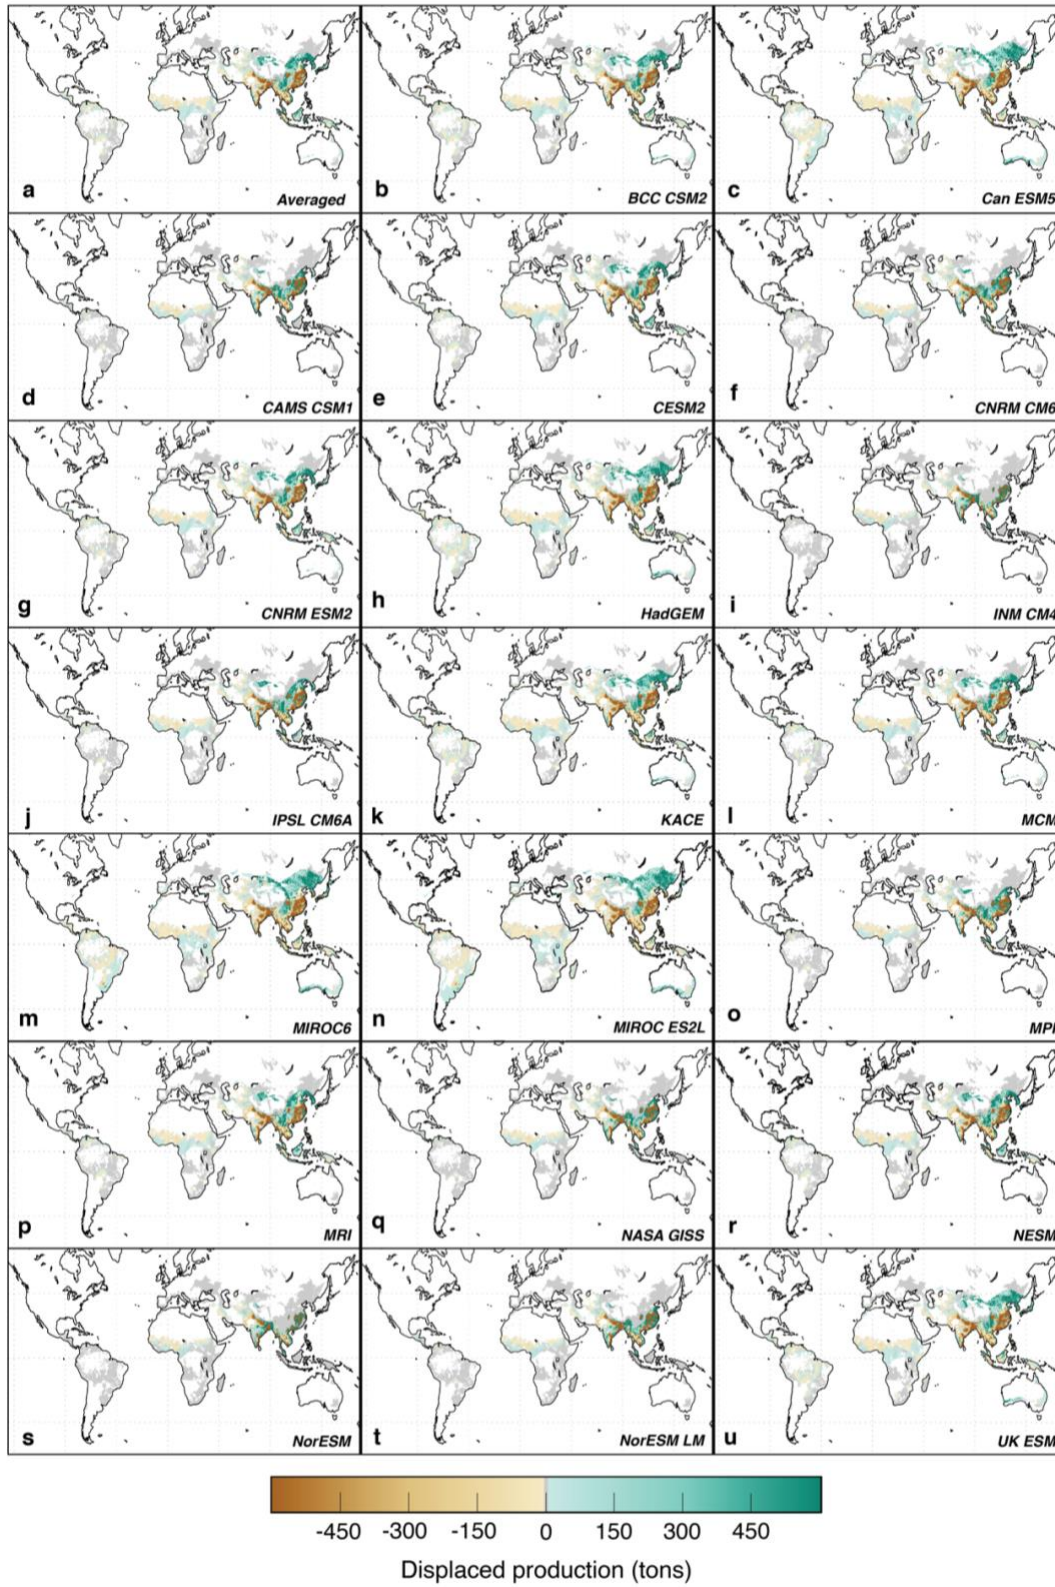 a Averaged b BCC CSM2 c Can ESM5
d CAMS CSM1 e CESM2 f CNRM CM6
g CNRM ESM2 h HadGEM i INM CM4
j IPSL CM6A k KACE l MCM
m MIROC6 n MIROC ES2L o MPI
p MRI q NASA GISS r NESM
s NorESM t NorESM LM u UK ESM
-450 -300 -150 0 150 300 450
Displaced production (tons)